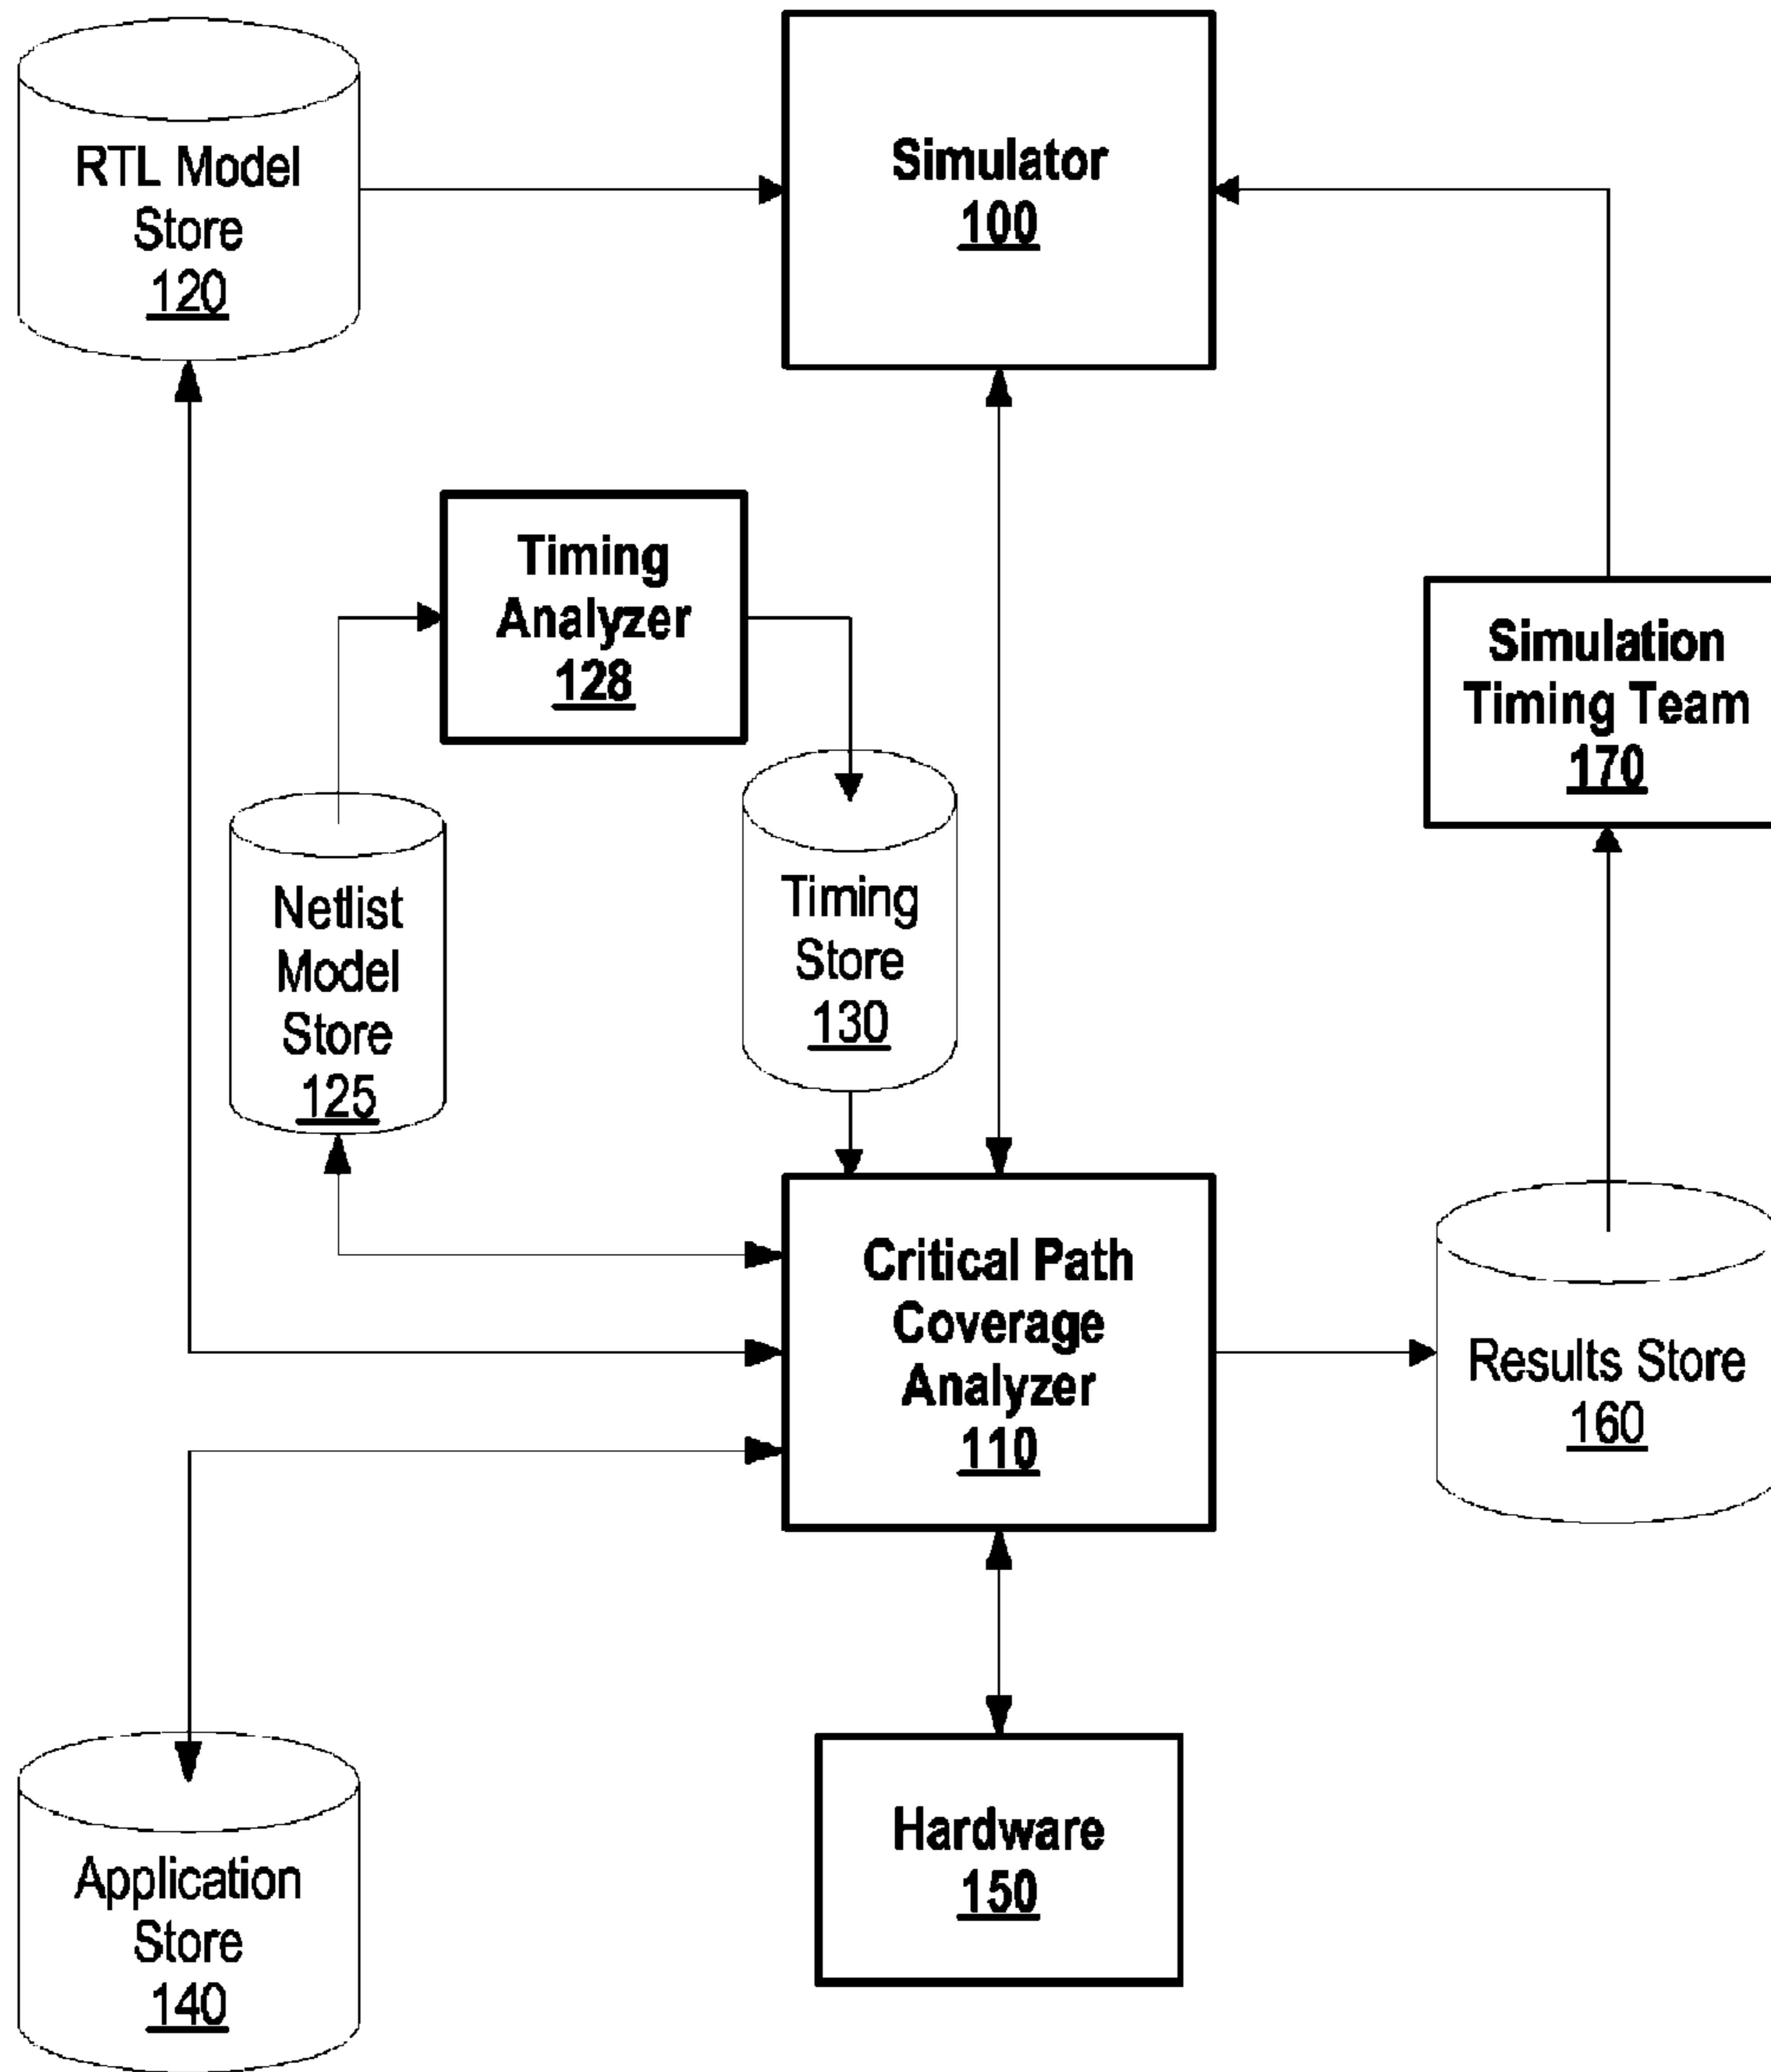 RTL Model
Store
120
Simulator
100
Timing
Analyzer
128
Simulation
Timing Team
170
Netlist
Model
Store
125
Timing
Store
130
Critical Path
Coverage
Analyzer
110
Results Store
160
Application
Store
140
Hardware
150